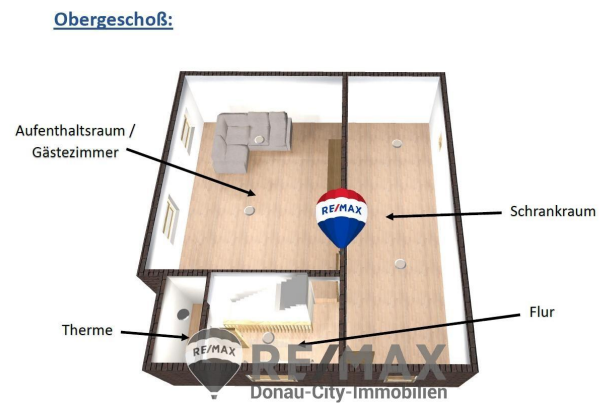 Obergeschoß:
Aufenthaltsraum /
Gästezimmer
RE/MAX
Schrankraum
Flur
Therme
RE/MAX
RE/MAX
Donau-City-Immobilien